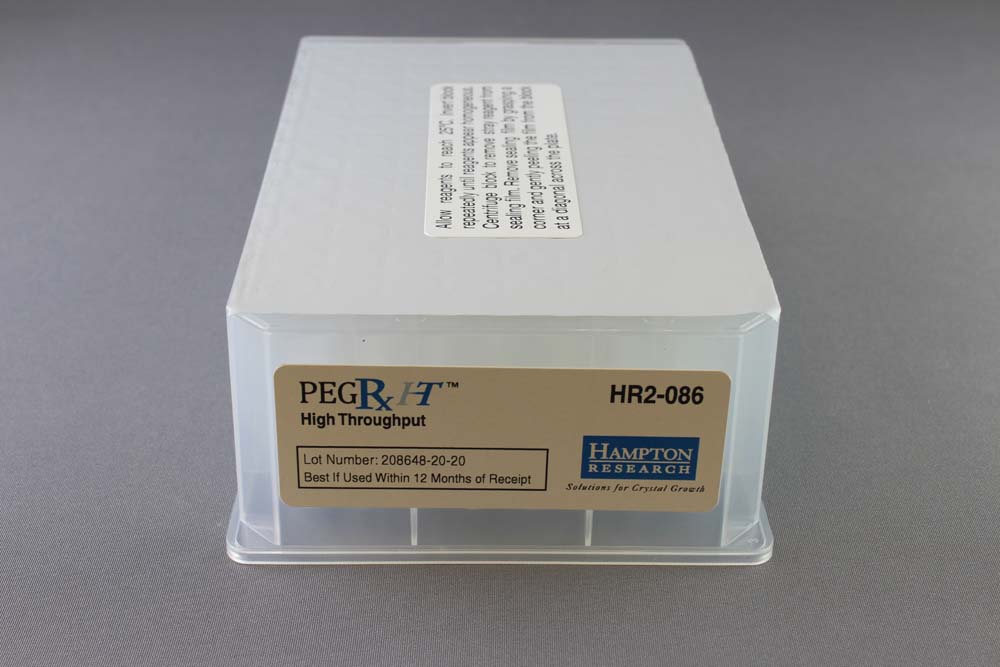 Allow reagents to reach 25°C. Invert block
repeatedly until reagents appear homogeneous.
Centrifuge block to remove stray reagent from
sealing film. Remove sealing film by grasping a
corner and gently peeling the film from the block
at a diagonal across the plate.
PEGRx HT™
High Throughput
HR2-086
Lot Number: 208648-20-20
Best If Used Within 12 Months of Receipt
HAMPTON
RESEARCH
Solutions for Crystal Growth